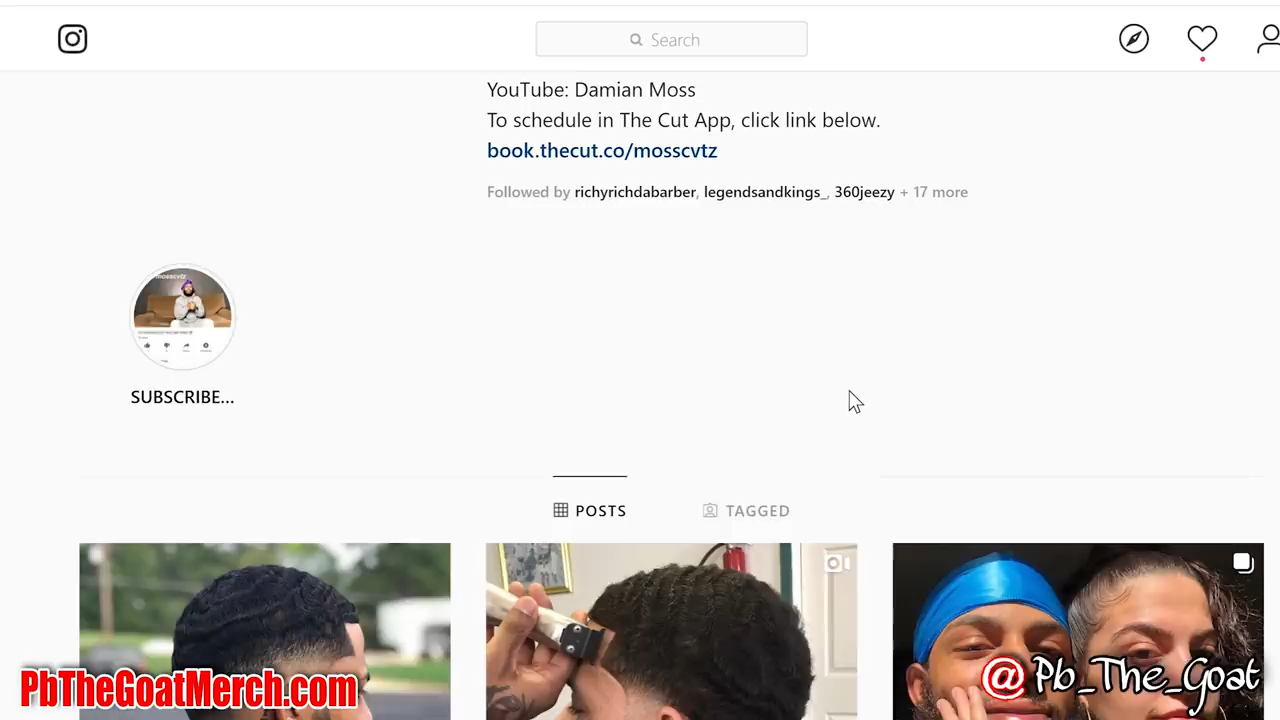 Search
YouTube: Damian Moss
To schedule in The Cut App, click link below.
book.thecut.co/mosscvtz
Followed by richyrichdabarber, legendsandkings_, 360jeezy + 17 more
mosscvtz
SUBSCRIBE...
POSTS
TAGGED
PbTheGoatMerch.com
@Pb_The_Goat